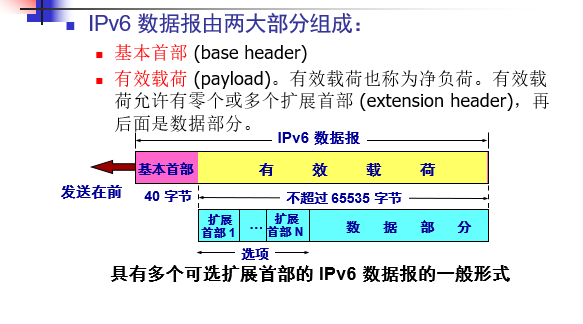 IPv6 数据报由两大部分组成：
基本首部 (base header)
有效载荷 (payload)。有效载荷也称为净负荷。有效载
荷允许有零个或多个扩展首部 (extension header)，再
后面是数据部分。
IPv6 数据报
基本首部 有 效 载 荷
发送在前 40 字节 不超过 65535 字节
扩展
首部 1
…
扩展
首部 N
数 据 部 分
选项
具有多个可选扩展首部的 IPv6 数据报的一般形式